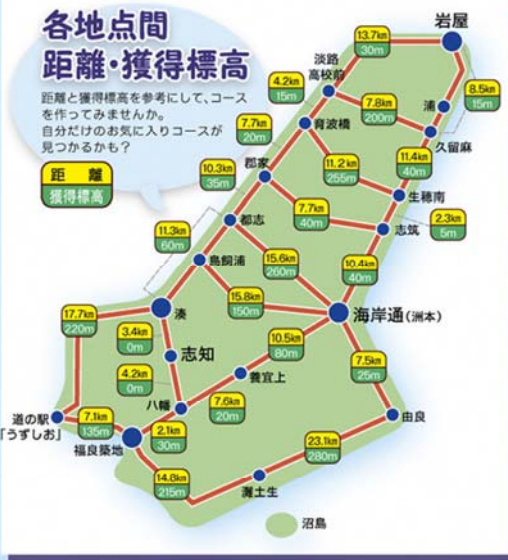 各地点間
距離・獲得標高
距離と獲得標高を参考にして、コース
を作ってみませんか。
自分だけのお気に入りコースが
見つかるかも?
距　離
獲得標高
岩屋
13.7km
30m
淡路
高校前
4.2km
15m
7.8km
200m
浦
8.5km
15m
久留麻
7.7km
20m
育波橋
11.2km
255m
11.4km
40m
生穂南
10.3km
35m
郡家
7.7km
40m
2.3km
5m
志筑
都志
11.3km
60m
15.6km
260m
10.4km
40m
鳥飼浦
15.8km
150m
海岸通(洲本)
17.7km
220m
湊
3.4km
0m
志知
10.5km
80m
7.5km
25m
4.2km
0m
養宜上
八幡
7.6km
20m
由良
道の駅
「うずしお」
7.1km
135m
福良築地
2.1km
30m
23.1km
280m
14.8km
215m
灘土生
沼島